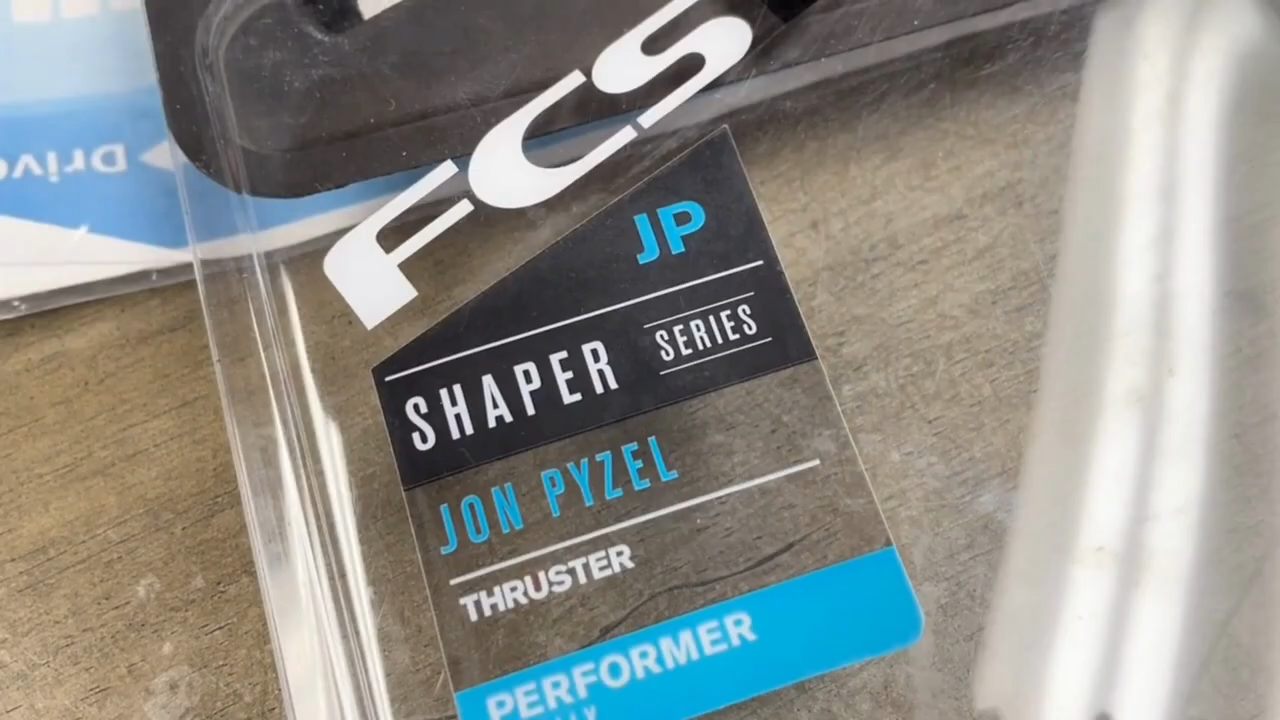 FCS
JP
SHAPER SERIES
JON PYZEL
THRUSTER
PERFORMER
Drive